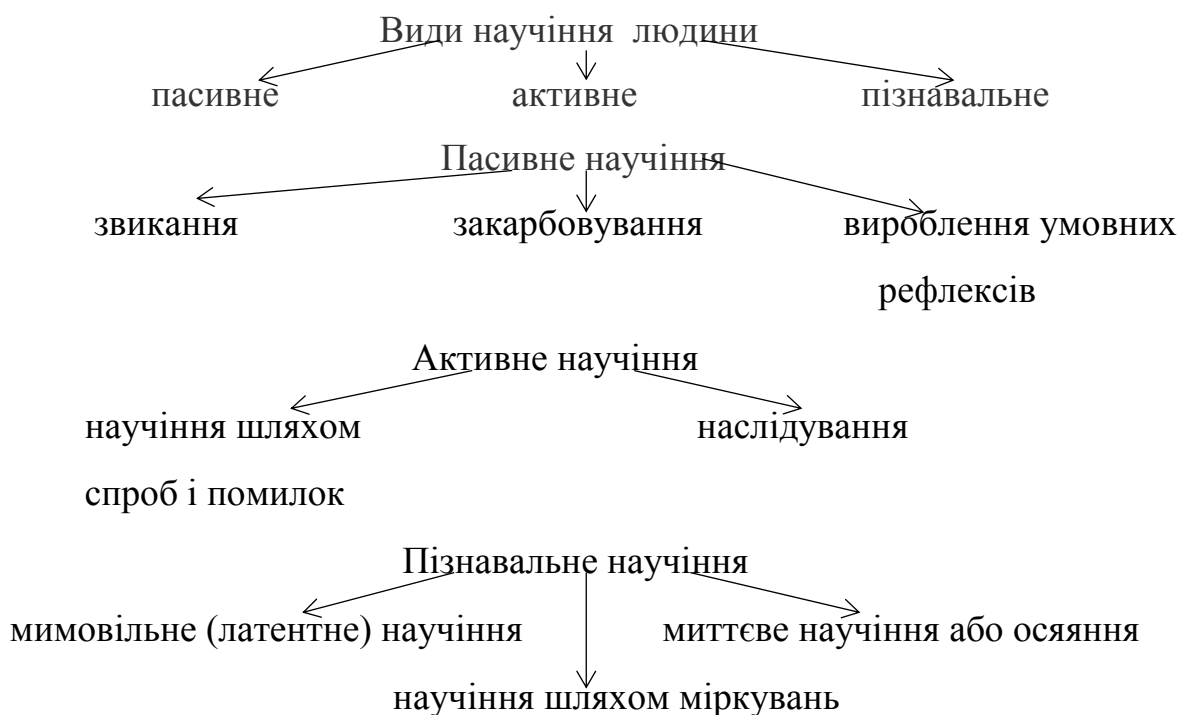 Види научіння людини
пасивне активне пізнавальне
Пасивне научіння
звикання закарбовування вироблення умовних
рефлексів
Активне научіння
научіння шляхом наслідування
спроб і помилок
Пізнавальне научіння
мимовільне (латентне) научіння миттєве научіння або осяяння
научіння шляхом міркувань